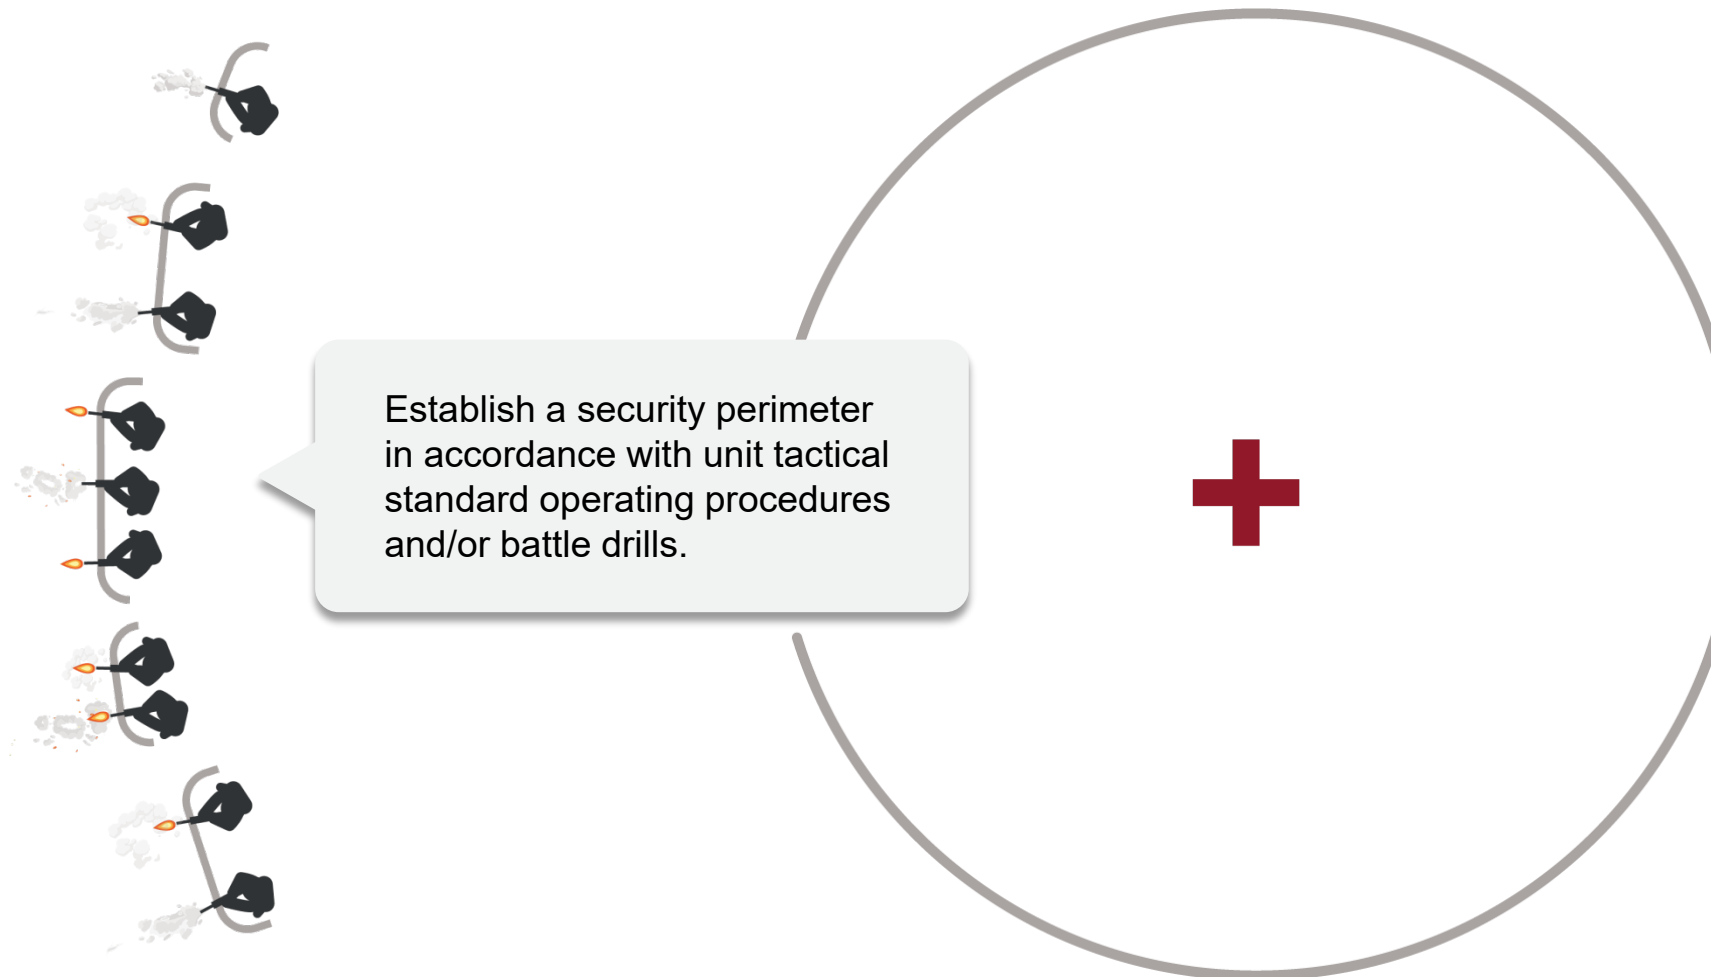 Establish a security perimeter
in accordance with unit tactical
standard operating procedures
and/or battle drills.